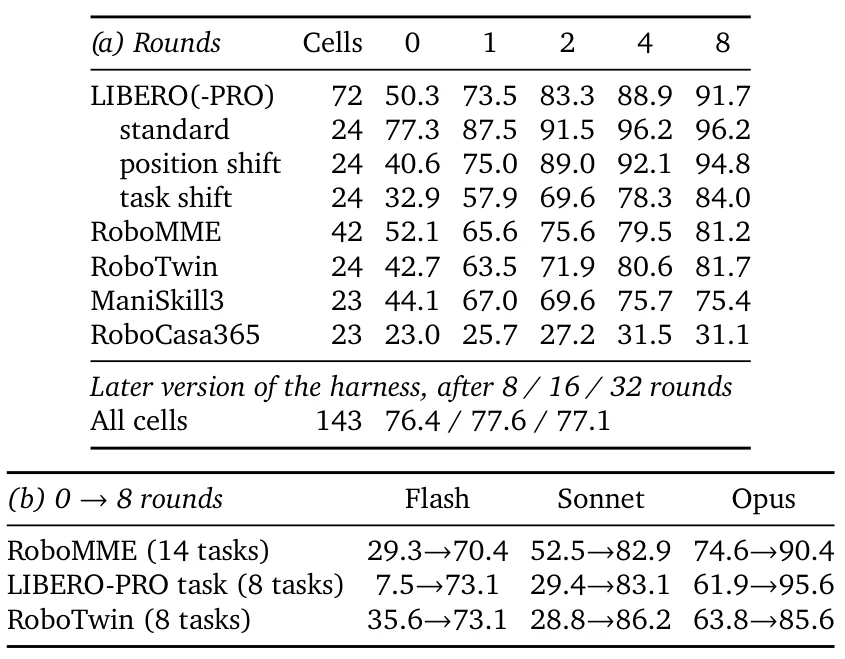 (a) Rounds Cells 0 1 2 4 8
LIBERO(-PRO) 72 50.3 73.5 83.3 88.9 91.7
standard 24 77.3 87.5 91.5 96.2 96.2
position shift 24 40.6 75.0 89.0 92.1 94.8
task shift 24 32.9 57.9 69.6 78.3 84.0
RoboMME 42 52.1 65.6 75.6 79.5 81.2
RoboTwin 24 42.7 63.5 71.9 80.6 81.7
ManiSkill3 23 44.1 67.0 69.6 75.7 75.4
RoboCasa365 23 23.0 25.7 27.2 31.5 31.1
Later version of the harness, after 8 / 16 / 32 rounds
All cells 143 76.4 / 77.6 / 77.1
(b) 0 → 8 rounds Flash Sonnet Opus
RoboMME (14 tasks) 29.3→70.4 52.5→82.9 74.6→90.4
LIBERO-PRO task (8 tasks) 7.5→73.1 29.4→83.1 61.9→95.6
RoboTwin (8 tasks) 35.6→73.1 28.8→86.2 63.8→85.6